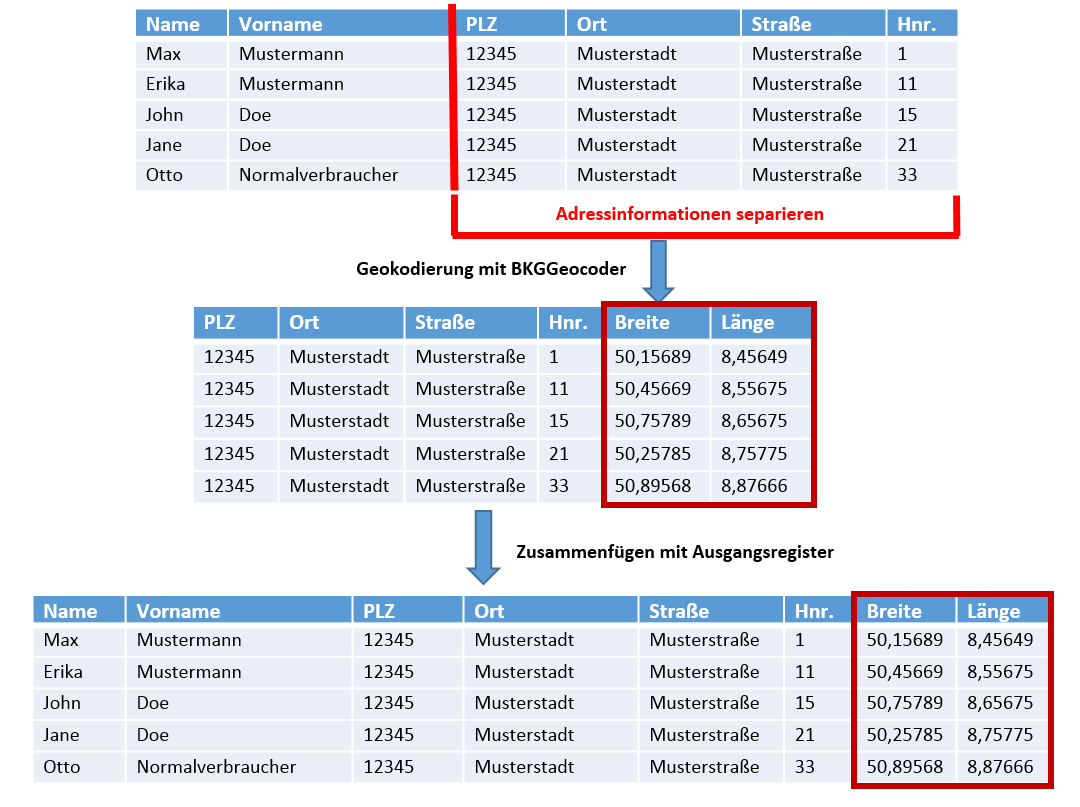 Name Vorname PLZ Ort Straße Hnr.
Max Mustermann 12345 Musterstadt Musterstraße 1
Erika Mustermann 12345 Musterstadt Musterstraße 11
John Doe 12345 Musterstadt Musterstraße 15
Jane Doe 12345 Musterstadt Musterstraße 21
Otto Normalverbraucher 12345 Musterstadt Musterstraße 33
Adressinformationen separieren
Geokodierung mit BKGGeocoder
PLZ Ort Straße Hnr. Breite Länge
12345 Musterstadt Musterstraße 1 50,15689 8,45649
12345 Musterstadt Musterstraße 11 50,45669 8,55675
12345 Musterstadt Musterstraße 15 50,75789 8,65675
12345 Musterstadt Musterstraße 21 50,25785 8,75775
12345 Musterstadt Musterstraße 33 50,89568 8,87666
Zusammenfügen mit Ausgangsregister
Name Vorname PLZ Ort Straße Hnr. Breite Länge
Max Mustermann 12345 Musterstadt Musterstraße 1 50,15689 8,45649
Erika Mustermann 12345 Musterstadt Musterstraße 11 50,45669 8,55675
John Doe 12345 Musterstadt Musterstraße 15 50,75789 8,65675
Jane Doe 12345 Musterstadt Musterstraße 21 50,25785 8,75775
Otto Normalverbraucher 12345 Musterstadt Musterstraße 33 50,89568 8,87666